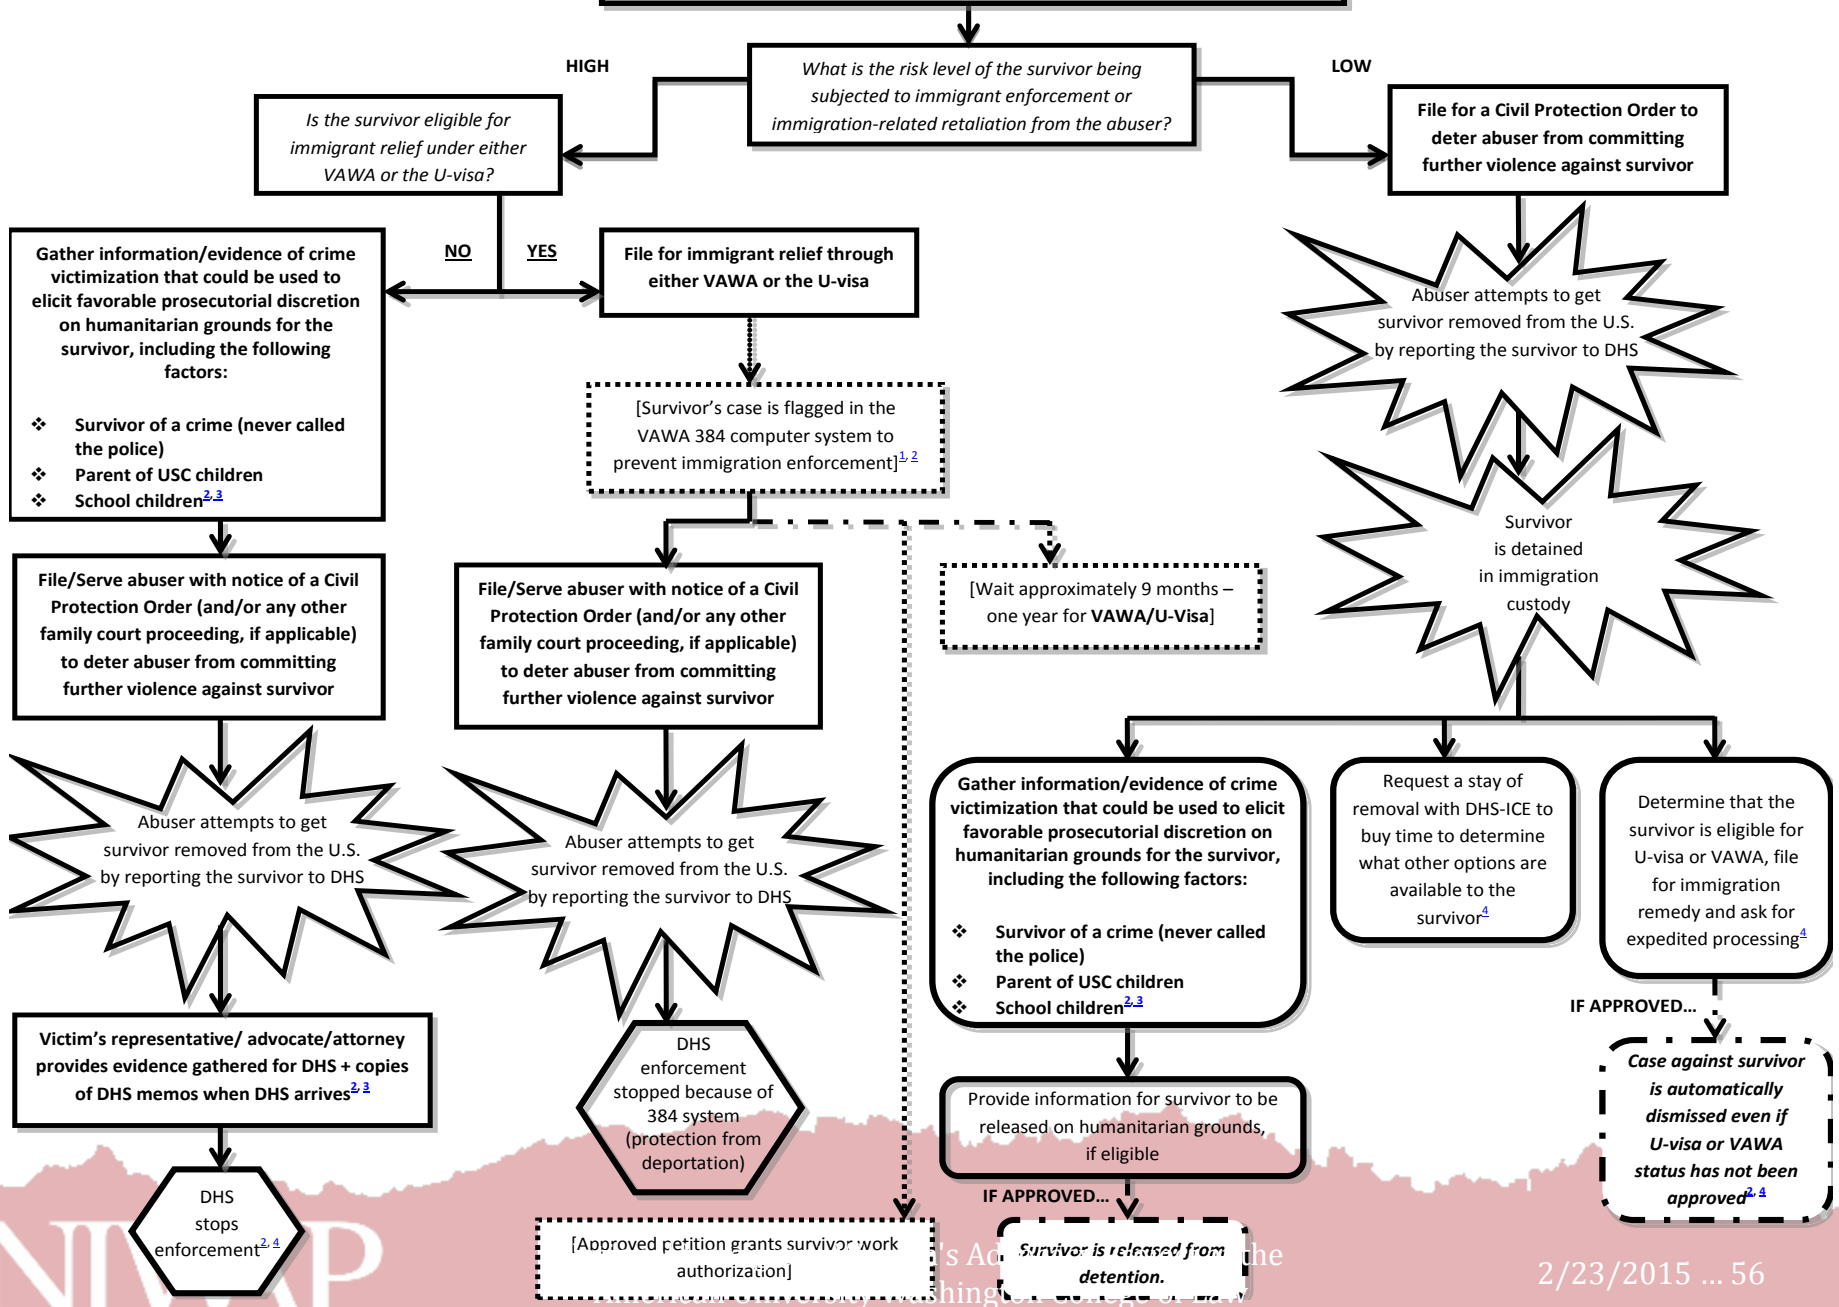 What is the risk level of the survivor being
subjected to immigrant enforcement or
immigration-related retaliation from the abuser?
HIGH
LOW
Is the survivor eligible for
immigrant relief under either
VAWA or the U-visa?
File for a Civil Protection Order to
deter abuser from committing
further violence against survivor
NO
YES
Gather information/evidence of crime
victimization that could be used to
elicit favorable prosecutorial discretion
on humanitarian grounds for the
survivor, including the following
factors:
❖ Survivor of a crime (never called
the police)
❖ Parent of USC children
❖ School children2, 3
File for immigrant relief through
either VAWA or the U-visa
[Survivor’s case is flagged in the
VAWA 384 computer system to
prevent immigration enforcement]1, 2
Abuser attempts to get
survivor removed from the U.S.
by reporting the survivor to DHS
Survivor
is detained
in immigration
custody
File/Serve abuser with notice of a Civil
Protection Order (and/or any other
family court proceeding, if applicable)
to deter abuser from committing
further violence against survivor
File/Serve abuser with notice of a Civil
Protection Order (and/or any other
family court proceeding, if applicable)
to deter abuser from committing
further violence against survivor
[Wait approximately 9 months –
one year for VAWA/U-Visa]
Abuser attempts to get
survivor removed from the U.S.
by reporting the survivor to DHS
Abuser attempts to get
survivor removed from the U.S.
by reporting the survivor to DHS
Gather information/evidence of crime
victimization that could be used to elicit
favorable prosecutorial discretion on
humanitarian grounds for the survivor,
including the following factors:
❖ Survivor of a crime (never called
the police)
❖ Parent of USC children
❖ School children2, 3
Request a stay of
removal with DHS-ICE to
buy time to determine
what other options are
available to the
survivor4
Determine that the
survivor is eligible for
U-visa or VAWA, file
for immigration
remedy and ask for
expedited processing4
IF APPROVED…
Case against survivor
is automatically
dismissed even if
U-visa or VAWA
status has not been
approved2, 4
Victim’s representative/ advocate/attorney
provides evidence gathered for DHS + copies
of DHS memos when DHS arrives2, 3
DHS
enforcement
stopped because of
384 system
(protection from
deportation)
Provide information for survivor to be
released on humanitarian grounds,
if eligible
IF APPROVED…
DHS
stops
enforcement2, 4
[Approved petition grants survivor work
authorization]
Survivor is released from
detention.
NIWAP
's Ad he
American University Washington College of Law
2/23/2015 ... 56